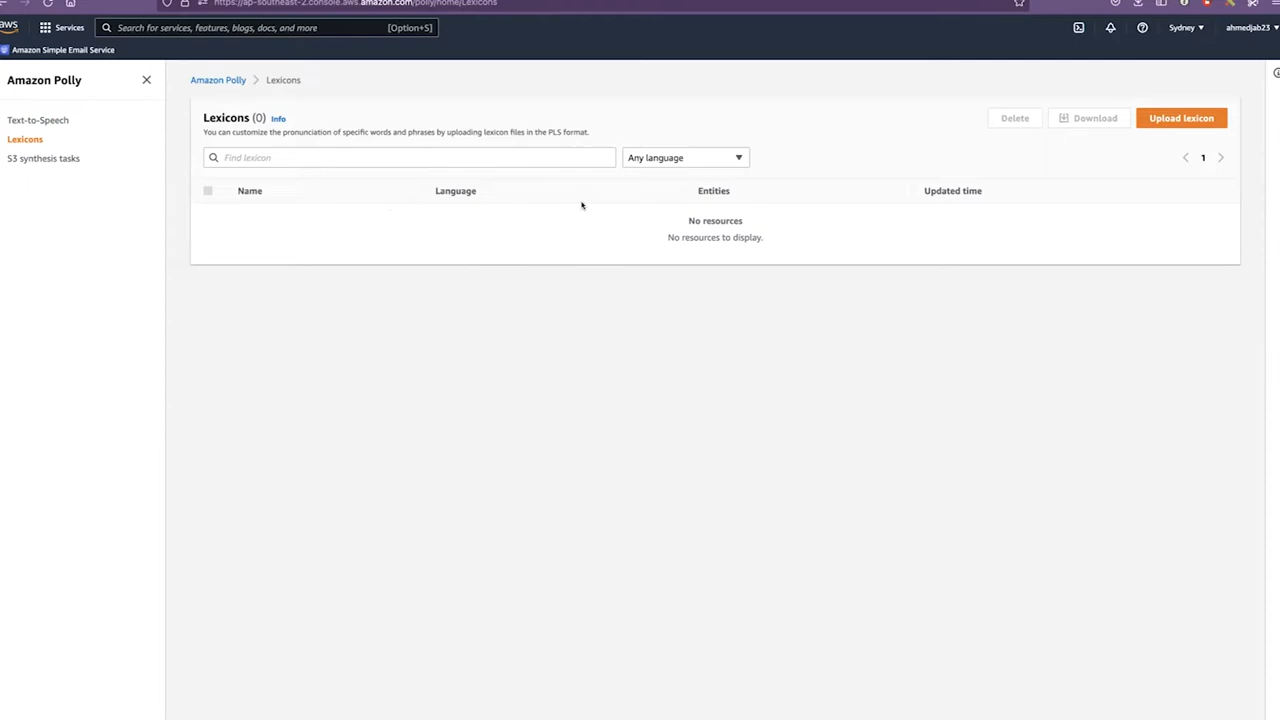 https://ap-southeast-2.console.aws.amazon.com/polly/home/Lexicons
aws Services Search for services, features, blogs, docs, and more [Option+S] Sydney ahmedjab23
Amazon Simple Email Service
Amazon Polly
Text-to-Speech
Lexicons
S3 synthesis tasks
Amazon Polly Lexicons
Lexicons (0) Info Delete Download Upload lexicon
You can customize the pronunciation of specific words and phrases by uploading lexicon files in the PLS format.
Find lexicon Any language 1
Name Language Entities Updated time
No resources
No resources to display.